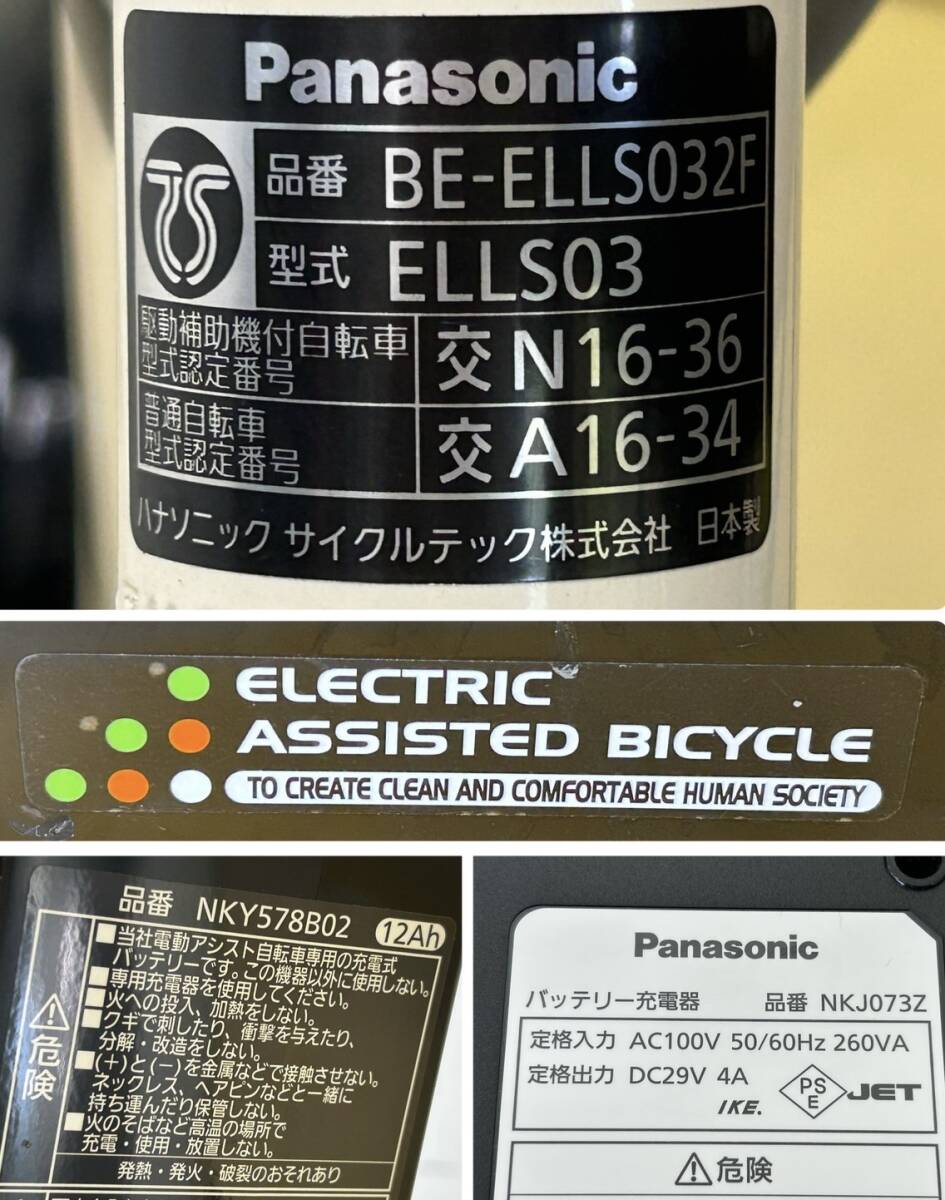 Panasonic
TS
品番 BE-ELLS032F
型式 ELLS03
駆動補助機付自転車
型式認定番号
交N16-36
普通自転車
型式認定番号
交A16-34
パナソニック サイクルテック株式会社 日本製
ELECTRIC
ASSISTED BICYCLE
TO CREATE CLEAN AND COMFORTABLE HUMAN SOCIETY
品番 NKY578B02 12Ah
危険
■当社電動アシスト自転車専用の充電式
バッテリーです。この機器以外に使用しない。
■専用充電器を使用してください。
■火への投入、加熱をしない。
■クギで刺したり、衝撃を与えたり、
分解・改造をしない。
■(+)と(-)を金属などで接触させない。
ネックレス、ヘアピンなどと一緒に
持ち運んだり保管しない。
■火のそばなど高温の場所で
充電・使用・放置しない。
発熱・発火・破裂のおそれあり
Panasonic
バッテリー充電器 品番 NKJ073Z
定格入力 AC100V 50/60Hz 260VA
定格出力 DC29V 4A
IKE.
PS
E
JET
危険